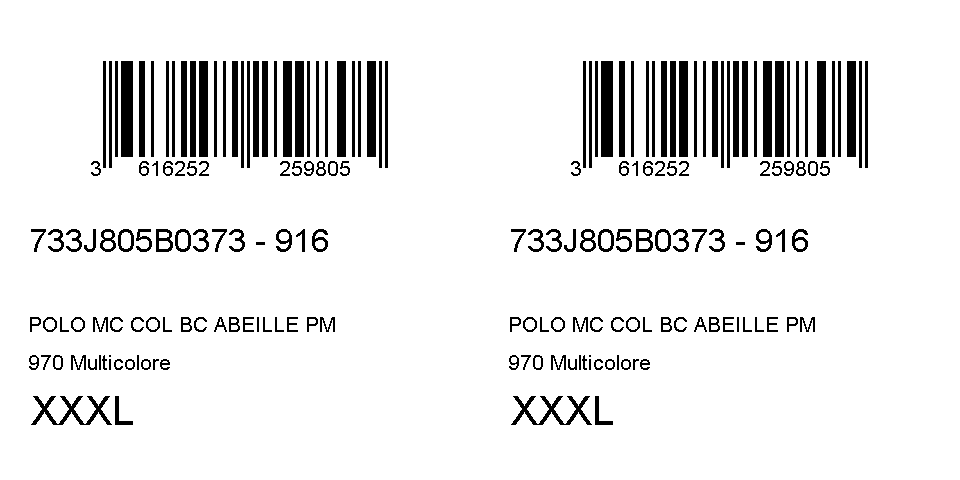 3 616252 259805
3 616252 259805
733J805B0373 - 916
733J805B0373 - 916
POLO MC COL BC ABEILLE PM
POLO MC COL BC ABEILLE PM
970 Multicolore
970 Multicolore
XXXL
XXXL